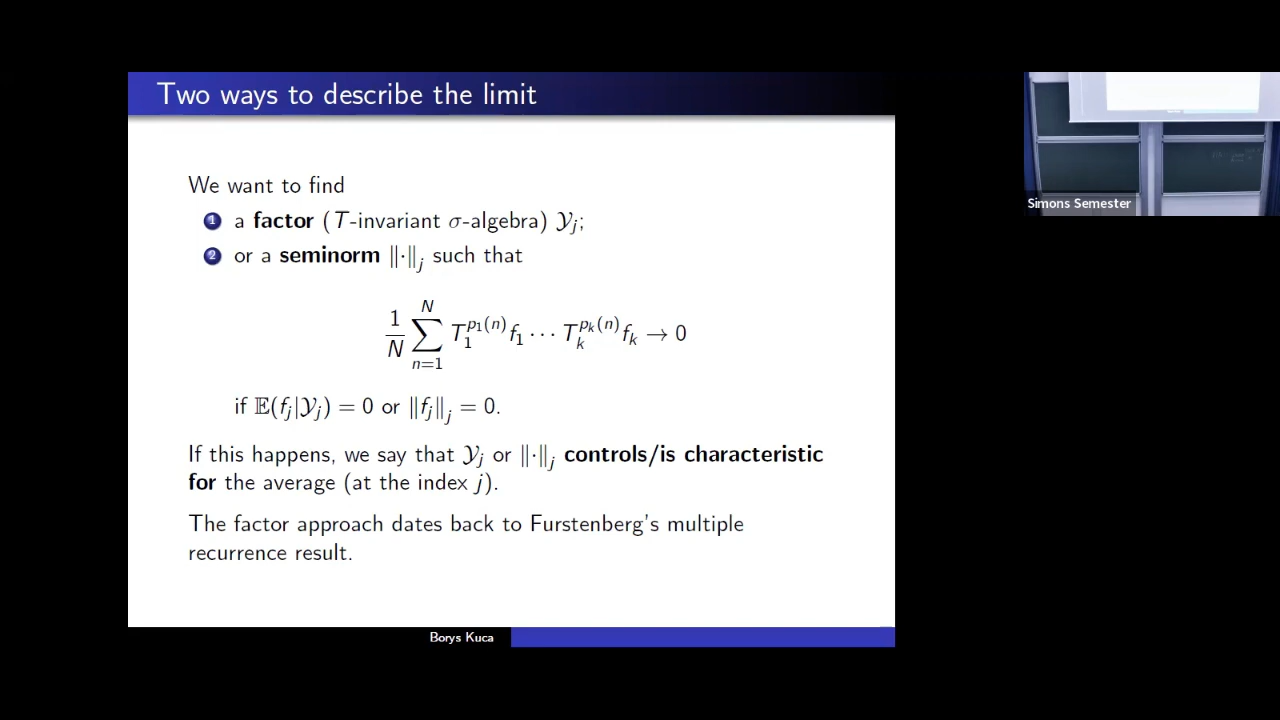 Two ways to describe the limit
We want to find
1 a factor (T-invariant σ-algebra) 𝒴_j;
2 or a seminorm ‖·‖_j such that
\frac{1}{N} \sum_{n=1}^{N} T_1^{p_1(n)} f_1 ··· T_k^{p_k(n)} f_k → 0
if 𝔼(f_j|𝒴_j) = 0 or ‖f_j‖_j = 0.
If this happens, we say that 𝒴_j or ‖·‖_j controls/is characteristic
for the average (at the index j).
The factor approach dates back to Furstenberg's multiple
recurrence result.
Borys Kuca
Simons Semester